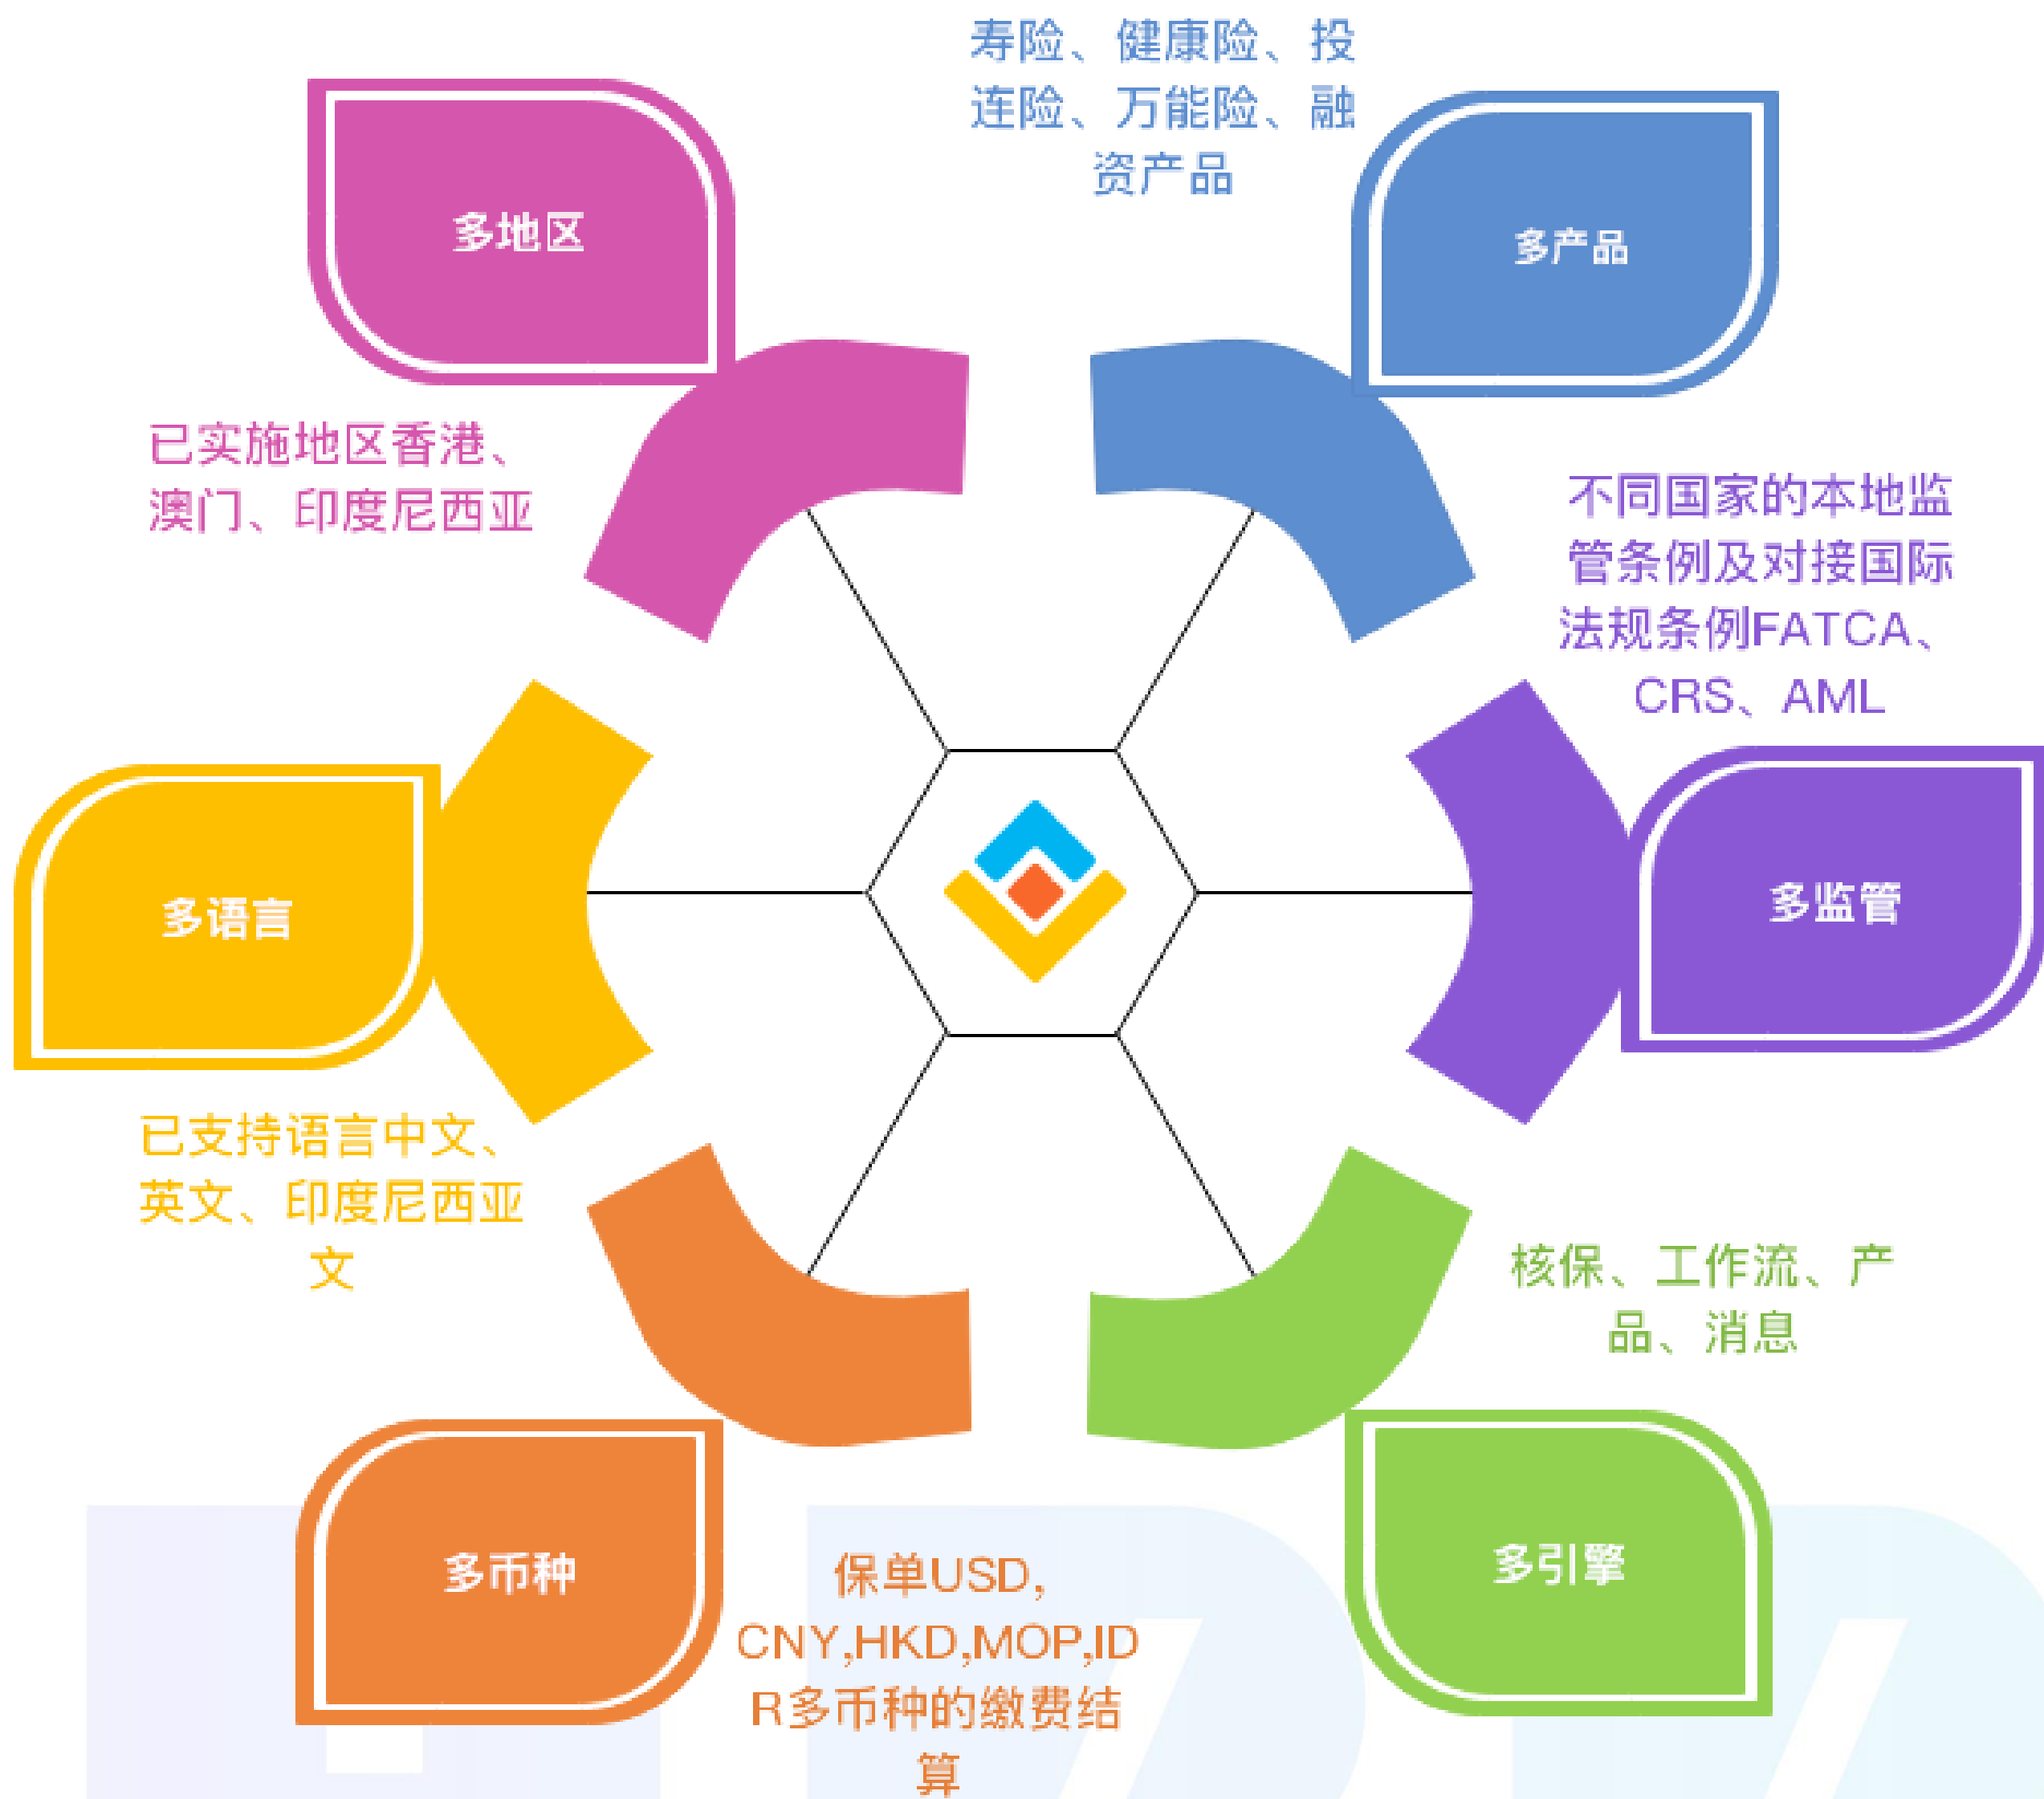 寿险、健康险、投
连险、万能险、融
资产品
多地区
多产品
已实施地区香港、
澳门、印度尼西亚
不同国家的本地监
管条例及对接国际
法规条例FATCA、
CRS、AML
多语言
多监管
已支持语言中文、
英文、印度尼西亚
文
核保、工作流、产
品、消息
多币种
多引擎
保单USD,
CNY,HKD,MOP,ID
R多币种的缴费结
算